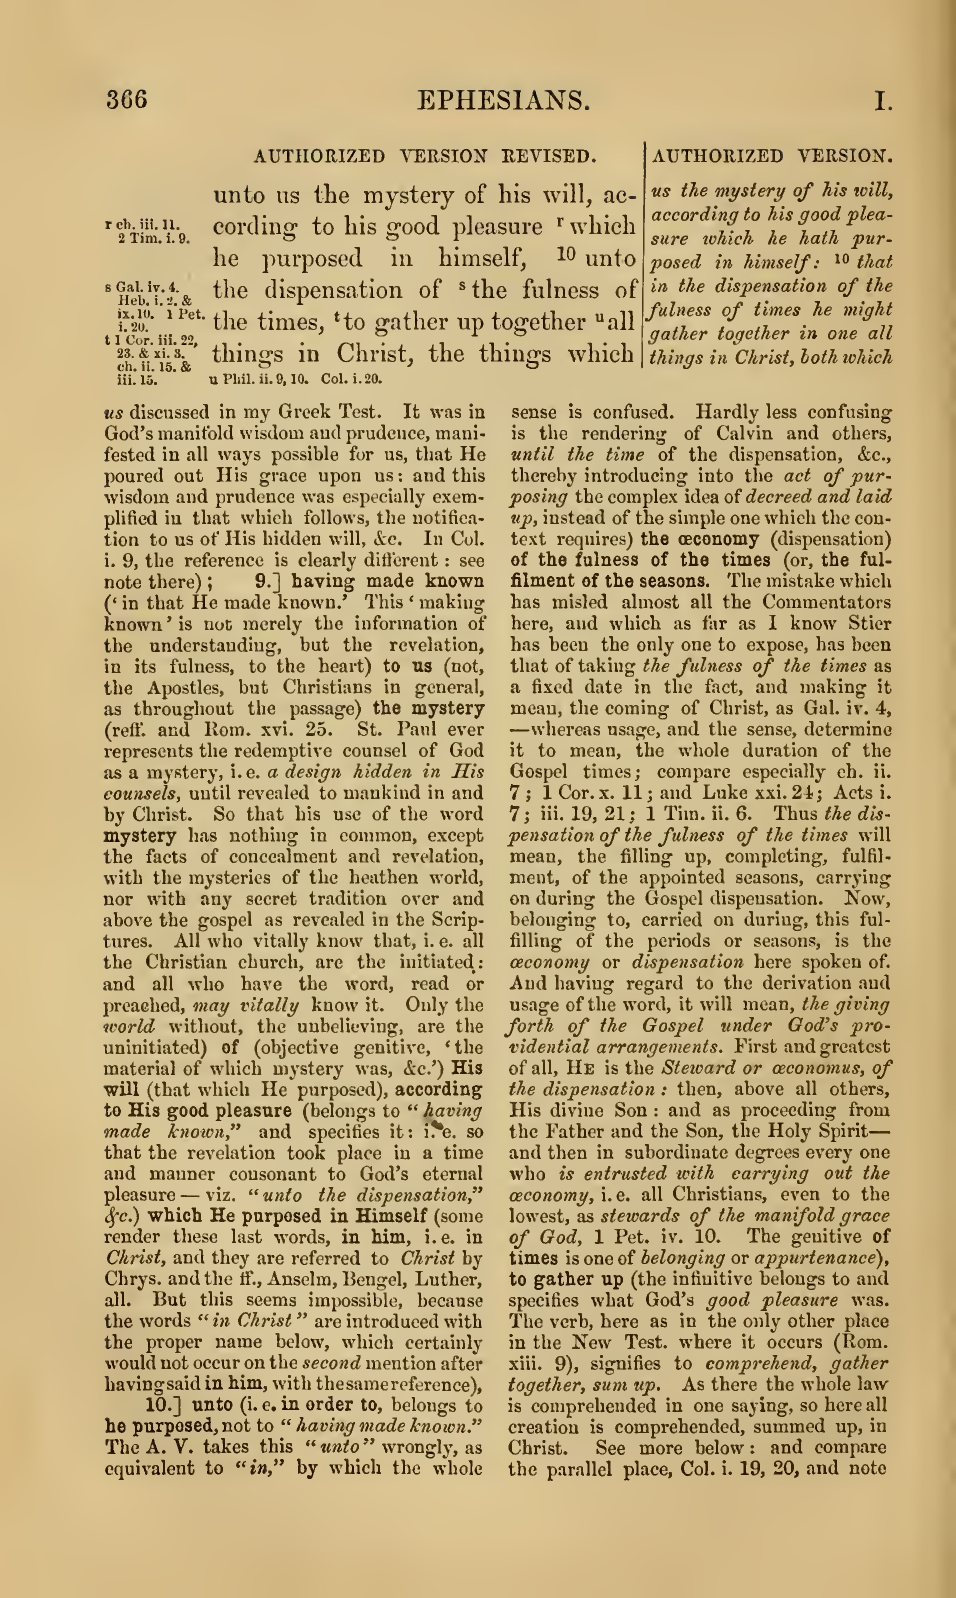 366
EPHESIANS.
I.
AUTHORIZED VERSION REVISED.
unto us the mystery of his will, ac-
cording to his good pleasure r which
he purposed in himself, 10 unto
the dispensation of s the fulness of
the times, t to gather up together u all
things in Christ, the things which
r ch. iii. 11.
2 Tim. i. 9.
s Gal. iv. 4.
Heb. i. 2. &
ix. 10. 1 Pet.
i. 20.
t 1 Cor. iii. 22,
23. & xi. 3.
ch. ii. 15. &
iii. 15.
u Phil. ii. 9, 10. Col. i. 20.
AUTHORIZED VERSION.
us the mystery of his will,
according to his good plea-
sure which he hath pur-
posed in himself: 10 that
in the dispensation of the
fulness of times he might
gather together in one all
things in Christ, both which
us discussed in my Greek Test. It was in
God's manifold wisdom and prudence, mani-
fested in all ways possible for us, that He
poured out His grace upon us: and this
wisdom and prudence was especially exem-
plified in that which follows, the notifica-
tion to us of His hidden will, &c. In Col.
i. 9, the reference is clearly different: see
note there); 9.] having made known
('in that He made known.' This 'making
known' is not merely the information of
the understanding, but the revelation,
in its fulness, to the heart) to us (not,
the Apostles, but Christians in general,
as throughout the passage) the mystery
(reff. and Rom. xvi. 25. St. Paul ever
represents the redemptive counsel of God
as a mystery, i. e. a design hidden in His
counsels, until revealed to mankind in and
by Christ. So that his use of the word
mystery has nothing in common, except
the facts of concealment and revelation,
with the mysteries of the heathen world,
nor with any secret tradition over and
above the gospel as revealed in the Scrip-
tures. All who vitally know that, i. e. all
the Christian church, are the initiated:
and all who have the word, read or
preached, may vitally know it. Only the
world without, the unbelieving, are the
uninitiated) of (objective genitive, 'the
material of which mystery was, &c.') His
will (that which He purposed), according
to His good pleasure (belongs to "having
made known," and specifies it: i. e. so
that the revelation took place in a time
and manner consonant to God's eternal
pleasure — viz. "unto the dispensation,"
&c.) which He purposed in Himself (some
render these last words, in him, i. e. in
Christ, and they are referred to Christ by
Chrys. and the ff., Anselm, Bengel, Luther,
all. But this seems impossible, because
the words "in Christ" are introduced with
the proper name below, which certainly
would not occur on the second mention after
having said in him, with the same reference),
10.] unto (i. e. in order to, belongs to
he purposed, not to "having made known."
The A. V. takes this "unto" wrongly, as
equivalent to "in," by which the whole
sense is confused. Hardly less confusing
is the rendering of Calvin and others,
until the time of the dispensation, &c.,
thereby introducing into the act of pur-
posing the complex idea of decreed and laid
up, instead of the simple one which the con-
text requires) the œconomy (dispensation)
of the fulness of the times (or, the ful-
filment of the seasons. The mistake which
has misled almost all the Commentators
here, and which as far as I know Stier
has been the only one to expose, has been
that of taking the fulness of the times as
a fixed date in the fact, and making it
mean, the coming of Christ, as Gal. iv. 4,
—whereas usage, and the sense, determine
it to mean, the whole duration of the
Gospel times; compare especially ch. ii.
7; 1 Cor. x. 11; and Luke xxi. 24; Acts i.
7; iii. 19, 21; 1 Tim. ii. 6. Thus the dis-
pensation of the fulness of the times will
mean, the filling up, completing, fulfil-
ment, of the appointed seasons, carrying
on during the Gospel dispensation. Now,
belonging to, carried on during, this ful-
filling of the periods or seasons, is the
œconomy or dispensation here spoken of.
And having regard to the derivation and
usage of the word, it will mean, the giving
forth of the Gospel under God's pro-
vidential arrangements. First and greatest
of all, HE is the Steward or œconomus, of
the dispensation: then, above all others,
His divine Son: and as proceeding from
the Father and the Son, the Holy Spirit—
and then in subordinate degrees every one
who is entrusted with carrying out the
œconomy, i. e. all Christians, even to the
lowest, as stewards of the manifold grace
of God, 1 Pet. iv. 10. The genitive of
times is one of belonging or appurtenance),
to gather up (the infinitive belongs to and
specifies what God's good pleasure was.
The verb, here as in the only other place
in the New Test. where it occurs (Rom.
xiii. 9), signifies to comprehend, gather
together, sum up. As there the whole law
is comprehended in one saying, so here all
creation is comprehended, summed up, in
Christ. See more below: and compare
the parallel place, Col. i. 19, 20, and note